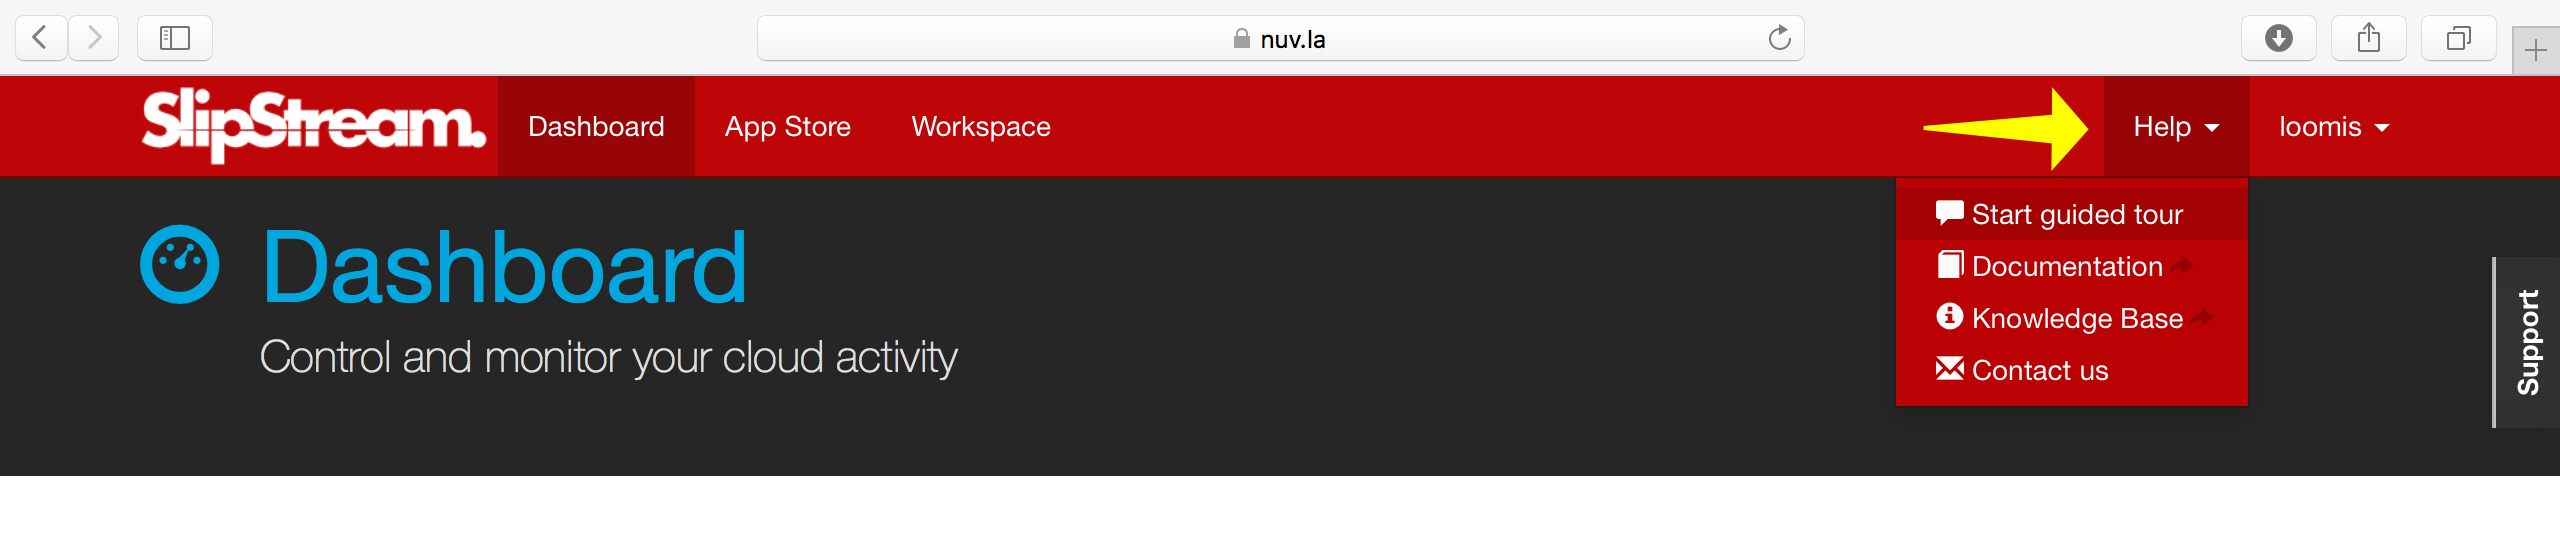 nuv.la
SlipStream.
Dashboard
App Store
Workspace
Help
loomis
Start guided tour
Documentation
Knowledge Base
Contact us
Dashboard
Control and monitor your cloud activity
Support